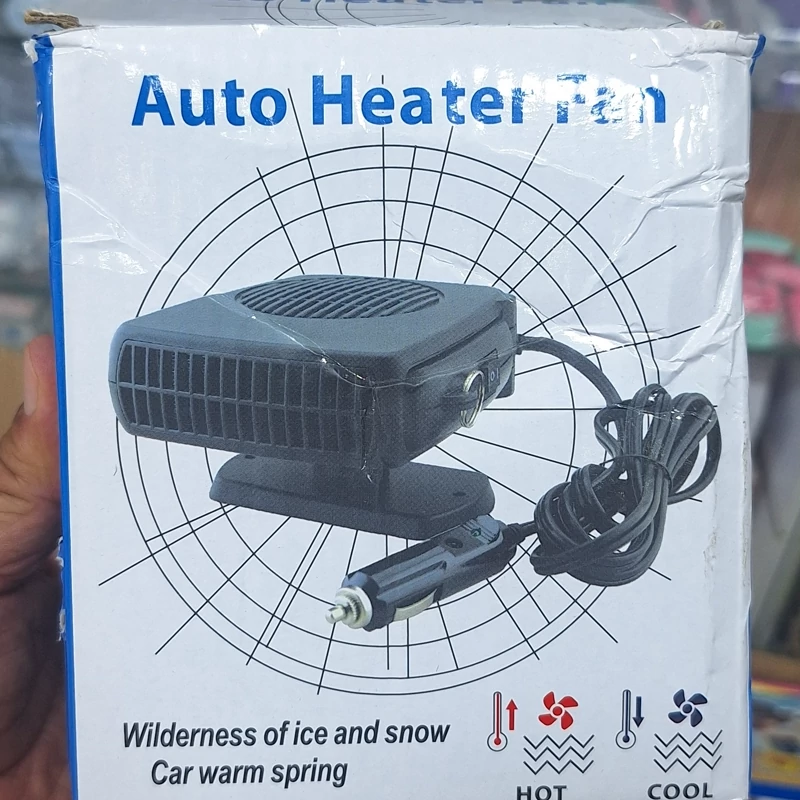 Auto Heater Fan
Wilderness of ice and snow
Car warm spring
HOT
COOL